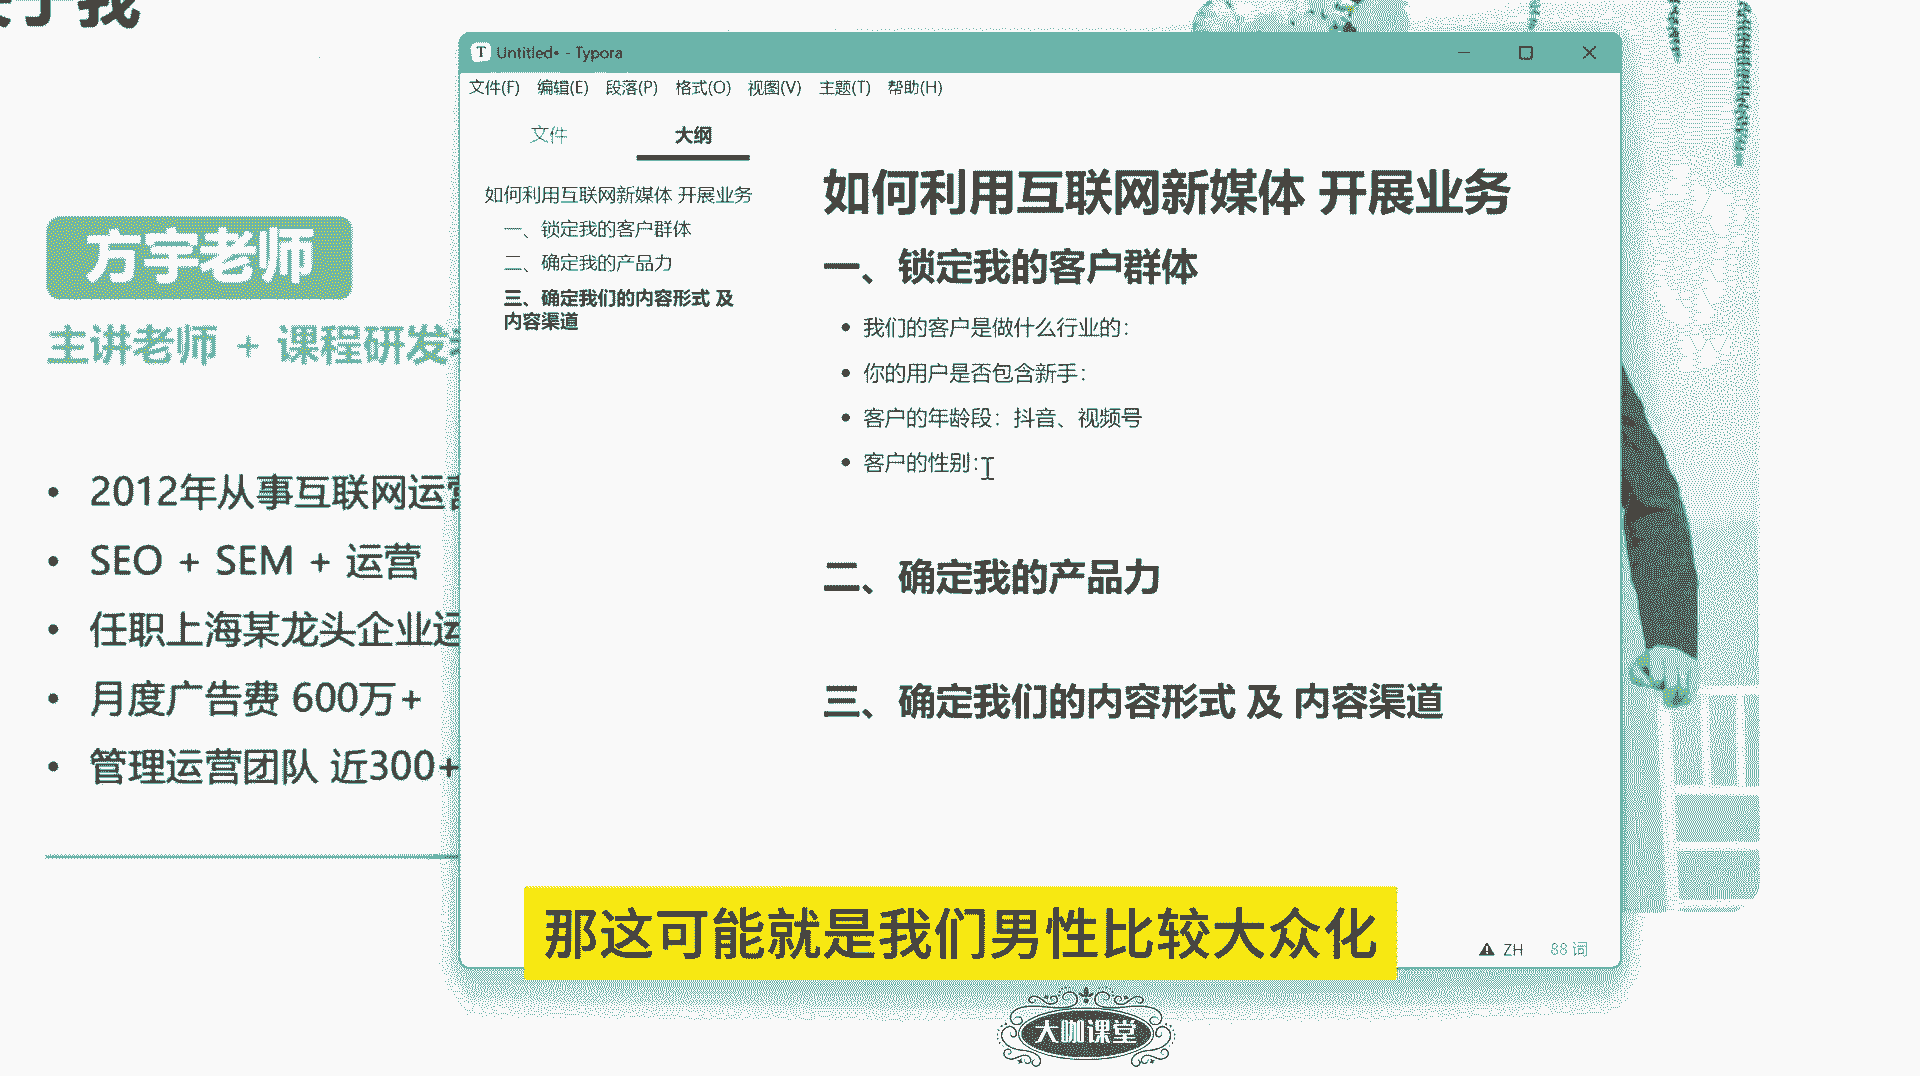 于我
方宇老师
主讲老师 + 课程研发
2012年从事互联网运营
SEO + SEM + 运营
任职上海某龙头企业运
月度广告费 600万+
管理运营团队 近300+
Untitled• - Typora
文件(F) 编辑(E) 段落(P) 格式(O) 视图(V) 主题(T) 帮助(H)
文件 大纲
如何利用互联网新媒体 开展业务
一、锁定我的客户群体
二、确定我的产品力
三、确定我们的内容形式 及
内容渠道
如何利用互联网新媒体 开展业务
一、锁定我的客户群体
我们的客户是做什么行业的：
你的用户是否包含新手：
客户的年龄段：抖音、视频号
客户的性别：
二、确定我的产品力
三、确定我们的内容形式 及 内容渠道
ZH 88 词
那这可能就是我们男性比较大众化
大咖课堂